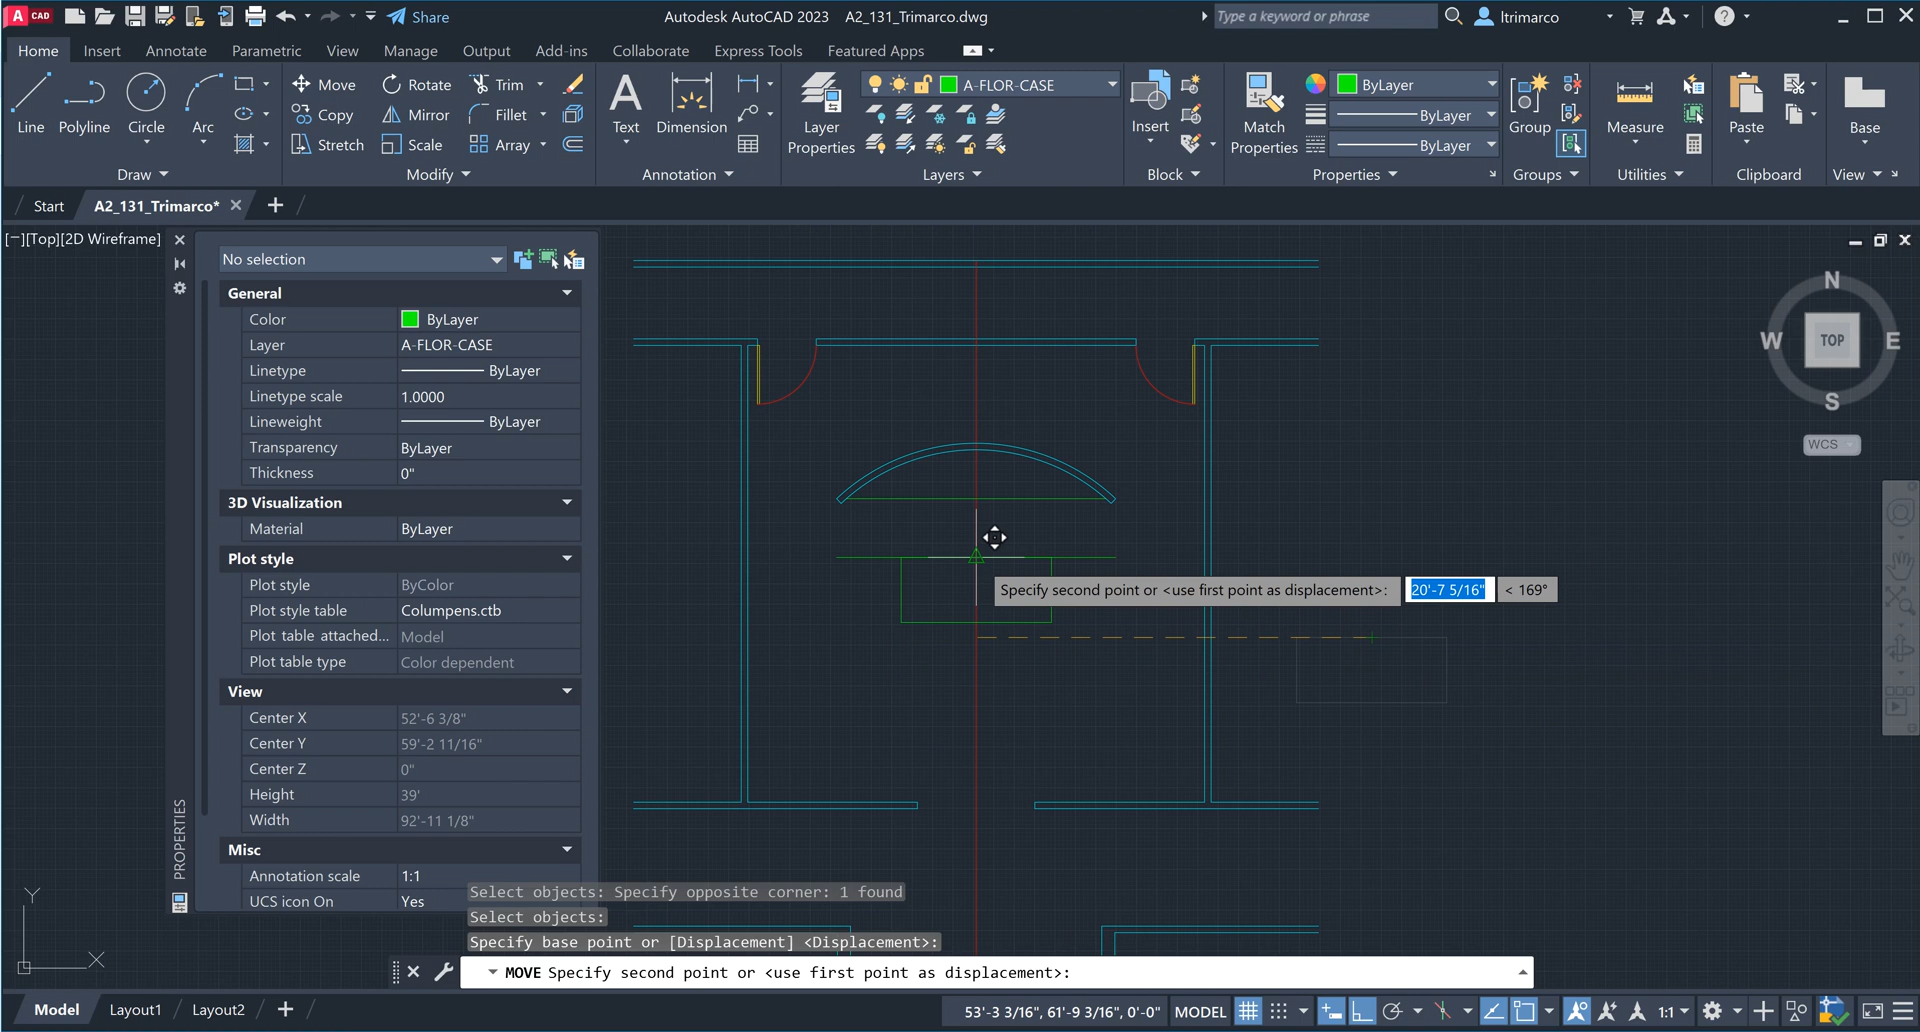 A CAD
Share
Autodesk AutoCAD 2023 A2_131_Trimarco.dwg
Type a keyword or phrase
ltrimarco
Home Insert Annotate Parametric View Manage Output Add-ins Collaborate Express Tools Featured Apps
Move Rotate Trim
A-FLOR-CASE
ByLayer
Copy Mirror Fillet
ByLayer
Line Polyline Circle Arc Text Dimension Layer Properties Insert Match Properties Group Measure Paste Base
Stretch Scale Array
ByLayer
Draw Modify Annotation Layers Block Properties Groups Utilities Clipboard View
Start A2_131_Trimarco*
[−][Top][2D Wireframe]
No selection
General
Color ByLayer
Layer A-FLOR-CASE
Linetype ByLayer
Linetype scale 1.0000
Lineweight ByLayer
Transparency ByLayer
Thickness 0"
3D Visualization
Material ByLayer
Plot style
Plot style ByColor
Plot style table Columpens.ctb
Plot table attached... Model
Plot table type Color dependent
View
Center X 52'-6 3/8"
Center Y 59'-2 11/16"
Center Z 0"
Height 39'
Width 92'-11 1/8"
Misc
Annotation scale 1:1
UCS icon On Yes
PROPERTIES
N
W TOP E
S
WCS
Specify second point or <use first point as displacement>: 20'-7 5/16" < 169°
Y
X
Select objects: Specify opposite corner: 1 found
Select objects:
Specify base point or [Displacement] <Displacement>:
MOVE Specify second point or <use first point as displacement>:
Model Layout1 Layout2
53'-3 3/16", 61'-9 3/16", 0'-0" MODEL 1:1